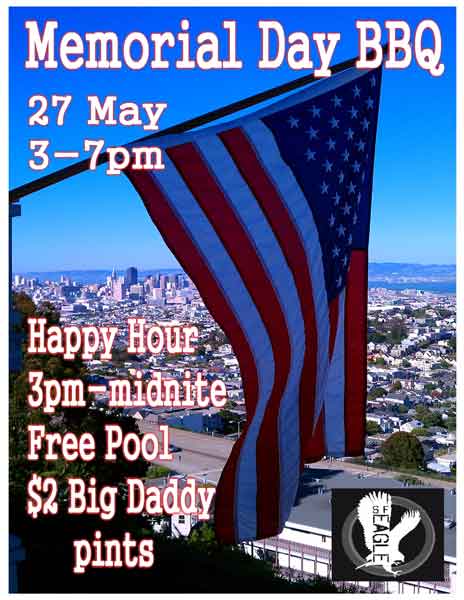 Memorial Day BBQ
27 May
3-7pm
Happy Hour
3pm-midnite
Free Pool
$2 Big Daddy
pints
SF
EAGLE